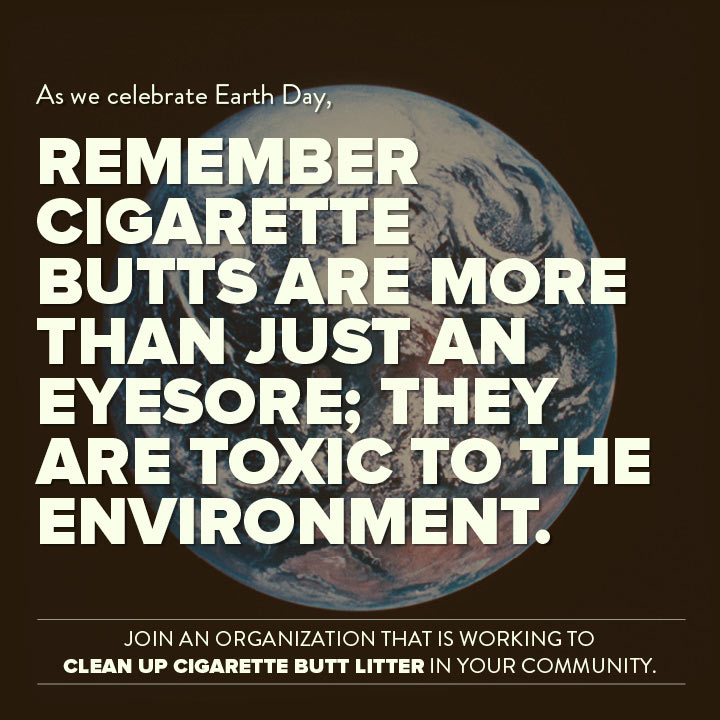 As we celebrate Earth Day,
REMEMBER
CIGARETTE
BUTTS ARE MORE
THAN JUST AN
EYESORE; THEY
ARE TOXIC TO THE
ENVIRONMENT.
JOIN AN ORGANIZATION THAT IS WORKING TO
CLEAN UP CIGARETTE BUTT LITTER IN YOUR COMMUNITY.